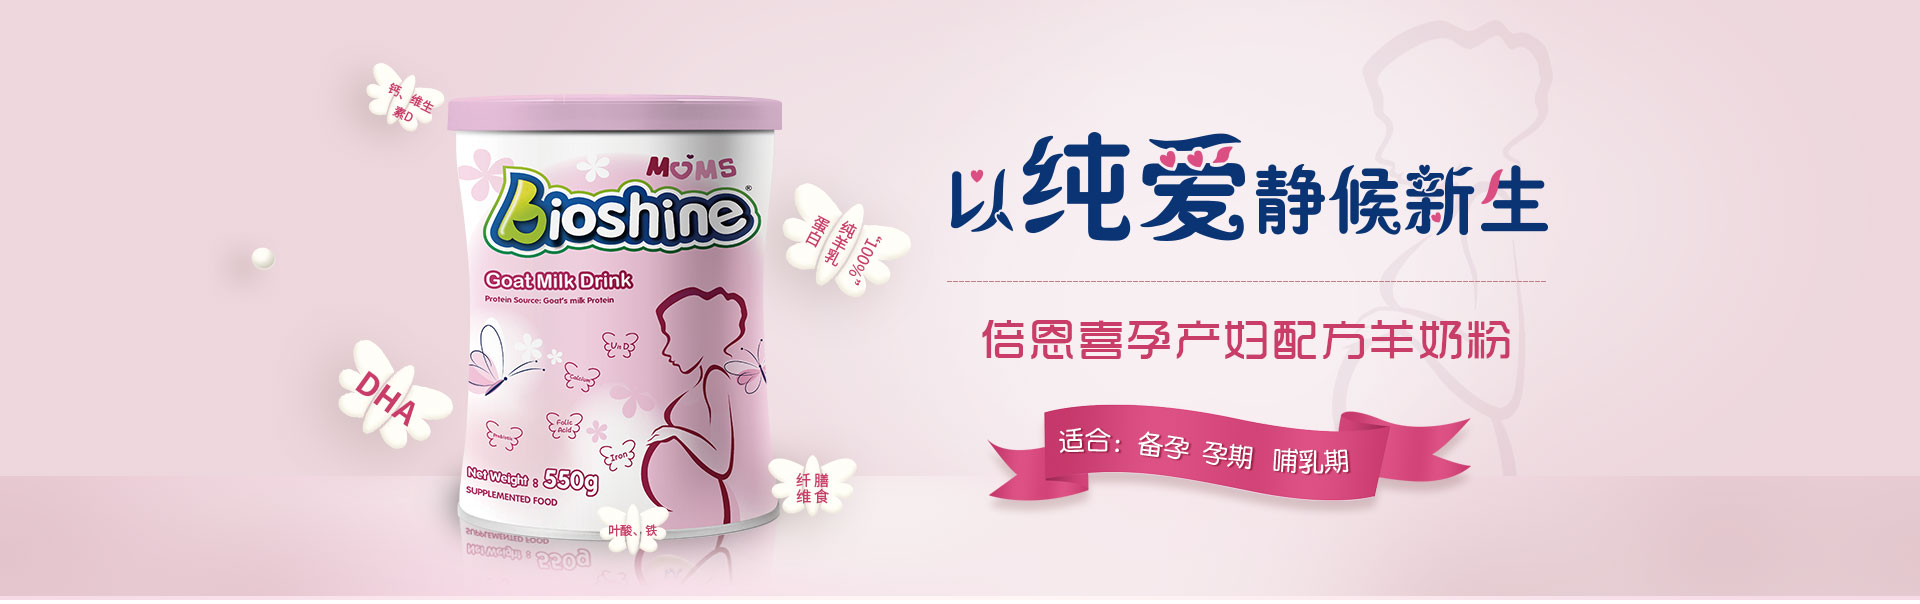 钙、维生
素D
MOMS
Bioshine®
Goat Milk Drink
Protein Source: Goat's milk Protein
Calcium
Probiotic
Folic
Acid
Iron
Net Weight : 550g
SUPPLEMENTED FOOD
“100%”
纯羊乳
蛋白
DHA
膳食
纤维
叶酸、铁
以纯爱静候新生
倍恩喜孕产妇配方羊奶粉
适合：备孕 孕期 哺乳期